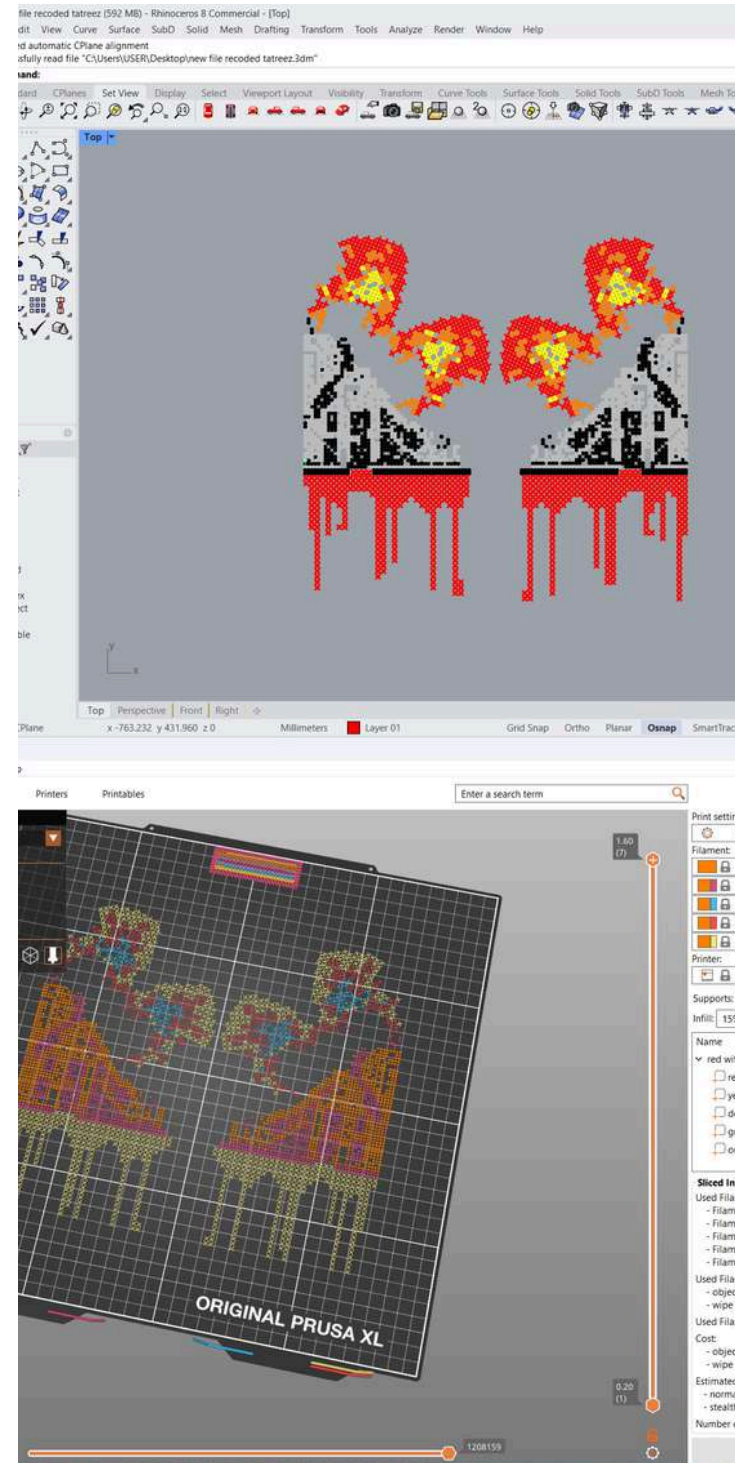 file recoded tatreez (592 MB) - Rhinoceros 8 Commercial - [Top]
dit View Curve Surface SubD Solid Mesh Drafting Transform Tools Analyze Render Window Help
ed automatic CPlane alignment
sfully read file "C:\Users\USER\Desktop\new file recoded tatreez.3dm"
mand:
dard CPlanes Set View Display Select Viewport Layout Visibility Transform Curve Tools Surface Tools Solid Tools SubD Tools Mesh To
Top
y
x
Top Perspective Front Right
CPlane x -763.232 y 431.960 z 0 Millimeters Layer 01 Grid Snap Ortho Planar Osnap SmartTrac
Printers Printables Enter a search term
Print settin
Filament:
Printer:
Supports:
Infill: 15%
Name
red wi
re
ye
de
g
o
1.60
(7)
ORIGINAL PRUSA XL
0.20
(1)
1208159
Sliced In
Used Fila
- Filam
- Filam
- Filam
- Filam
- Filam
Used Fila
- objec
- wipe
Used Fila
Cost:
- objec
- wipe
Estimated
- norma
- stealth
Number o